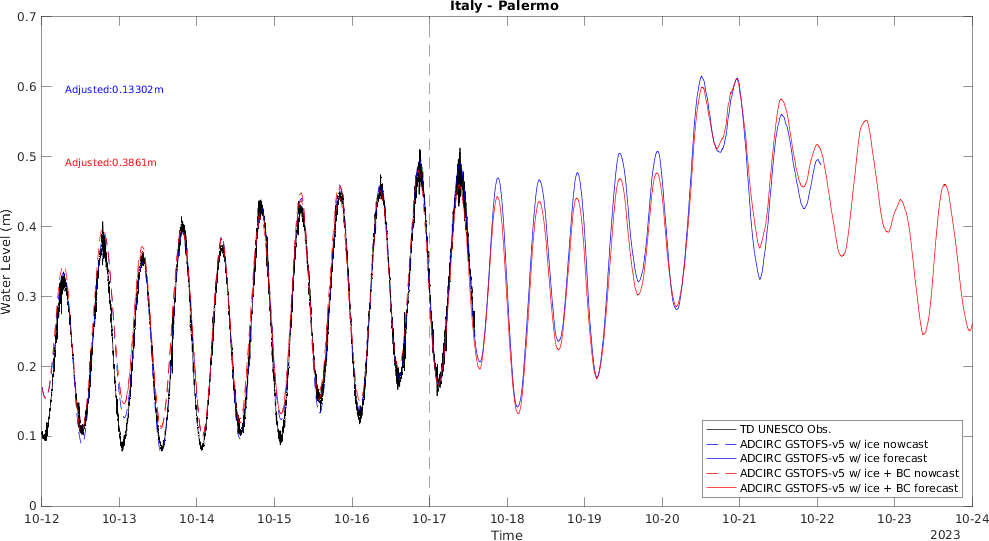 Italy - Palermo
0.7
0.6
0.5
0.4
0.3
0.2
0.1
0
Water Level (m)
Adjusted:0.13302m
Adjusted:0.3861m
TD UNESCO Obs.
ADCIRC GSTOFS-v5 w/ ice nowcast
ADCIRC GSTOFS-v5 w/ ice forecast
ADCIRC GSTOFS-v5 w/ ice + BC nowcast
ADCIRC GSTOFS-v5 w/ ice + BC forecast
10-12 10-13 10-14 10-15 10-16 10-17 10-18 10-19 10-20 10-21 10-22 10-23 10-24
Time
2023